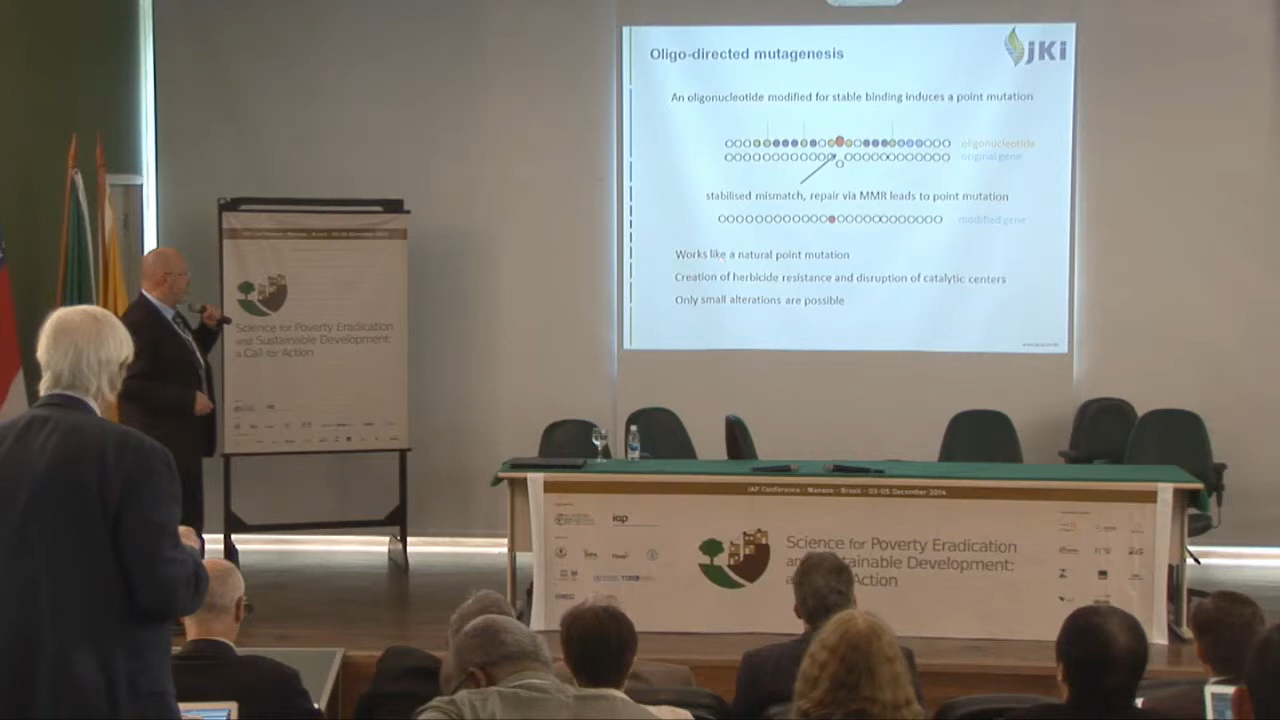 Oligo-directed mutagenesis
jKi
An oligonucleotide modified for stable binding induces a point mutation
oligonucleotide
original gene
stabilised mismatch, repair via MMR leads to point mutation
modified gene
Works like a natural point mutation
Creation of herbicide resistance and disruption of catalytic centers
Only small alterations are possible
Science for Poverty Eradication
and Sustainable Development:
a Call for Action
IAP Conference - Manaus - Brazil - 03-05 December 2014
iap
Science for Poverty Eradication
Development:
Action